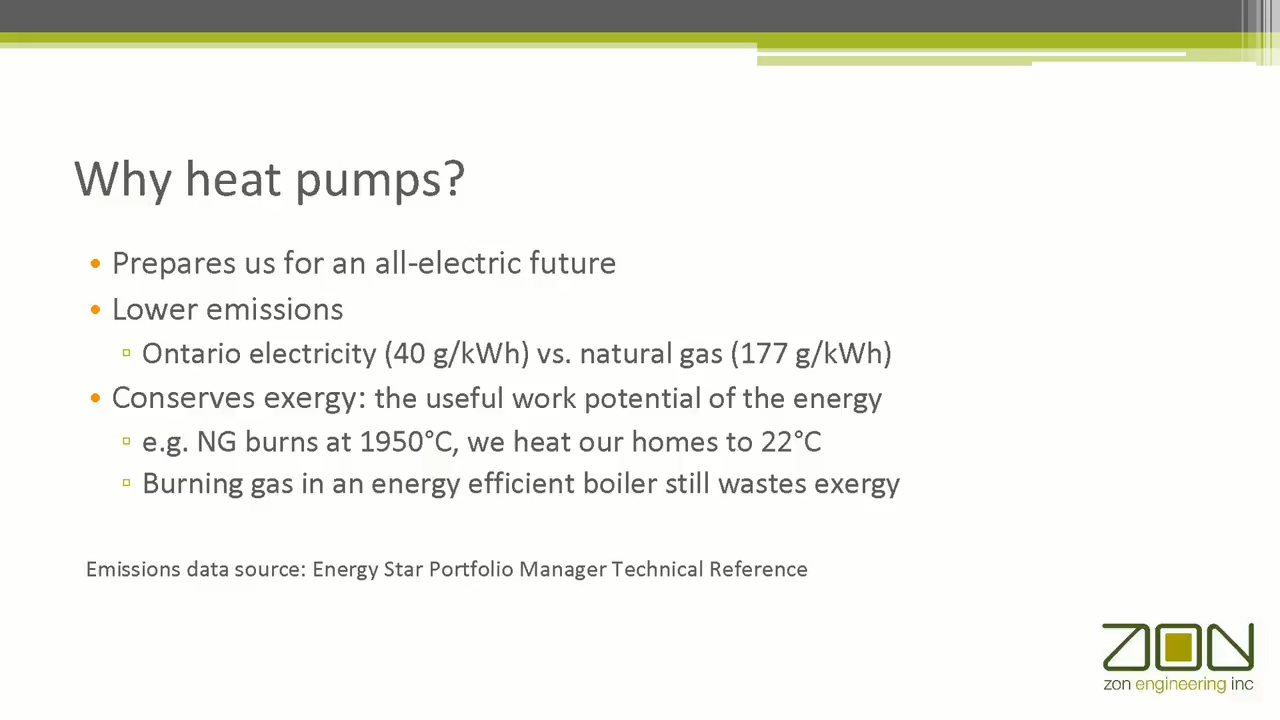 Why heat pumps?
• Prepares us for an all-electric future
• Lower emissions
▫ Ontario electricity (40 g/kWh) vs. natural gas (177 g/kWh)
• Conserves exergy: the useful work potential of the energy
▫ e.g. NG burns at 1950°C, we heat our homes to 22°C
▫ Burning gas in an energy efficient boiler still wastes exergy
Emissions data source: Energy Star Portfolio Manager Technical Reference
ZON
zon engineering inc